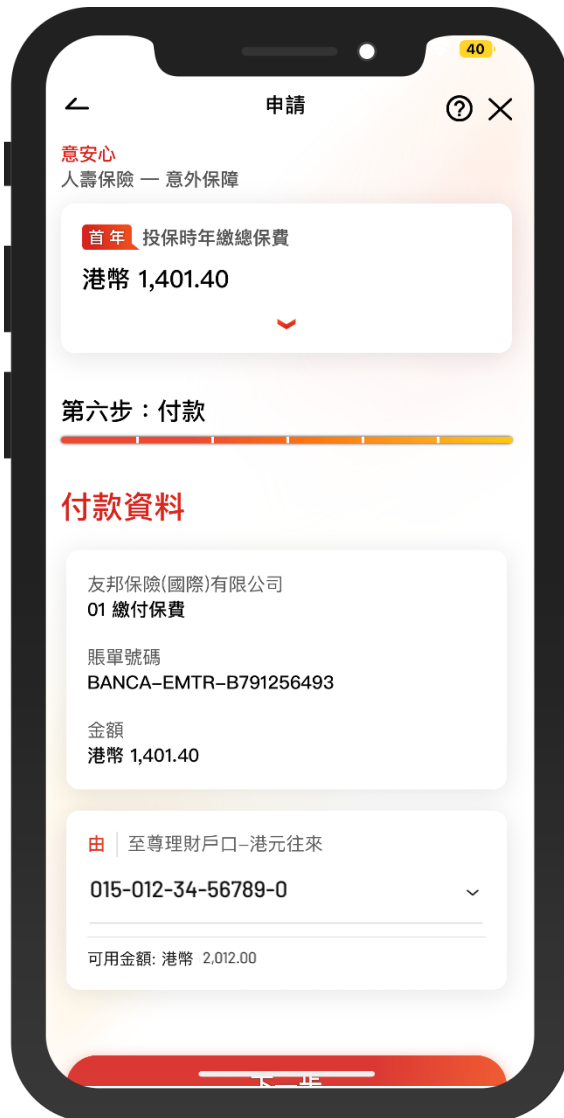 40
申請
意安心
人壽保險 — 意外保障
首年 投保時年繳總保費
港幣 1,401.40
第六步：付款
付款資料
友邦保險(國際)有限公司
01 繳付保費
賬單號碼
BANCA–EMTR–B791256493
金額
港幣 1,401.40
由 至尊理財戶口–港元往來
015-012-34-56789-0
可用金額: 港幣 2,012.00
下一步